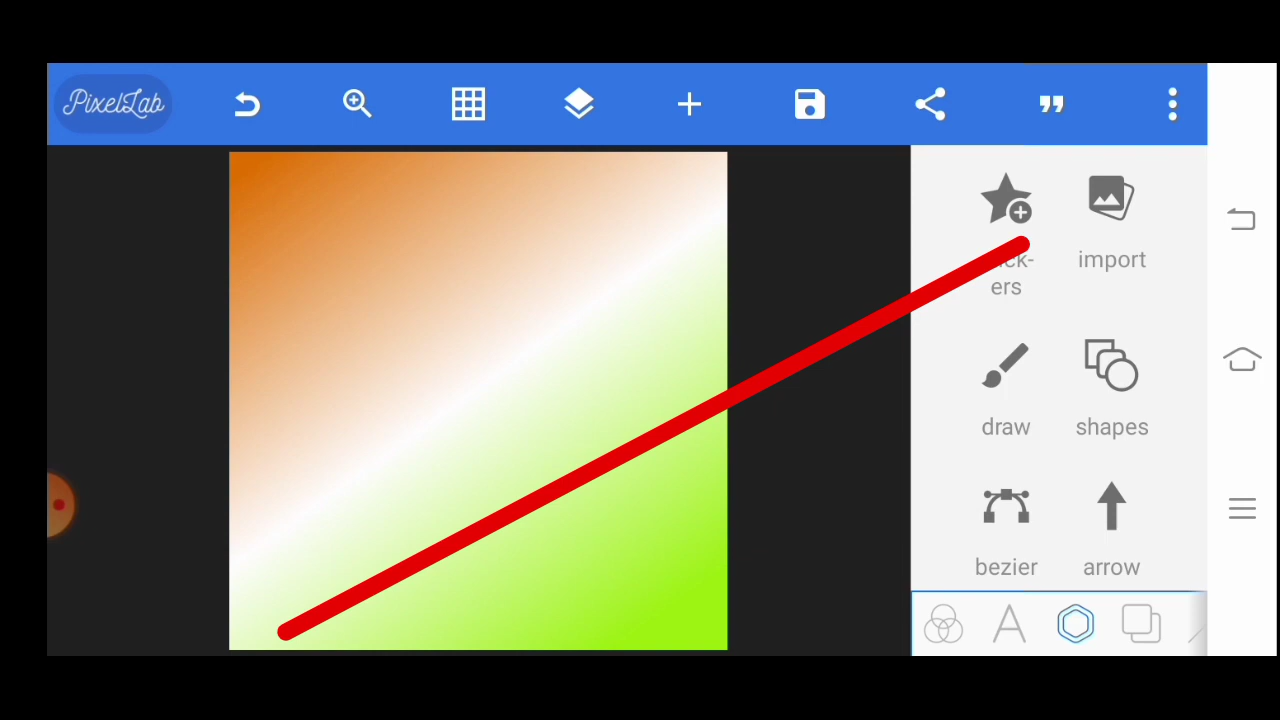 PixelLab
import
ers
draw
shapes
bezier
arrow